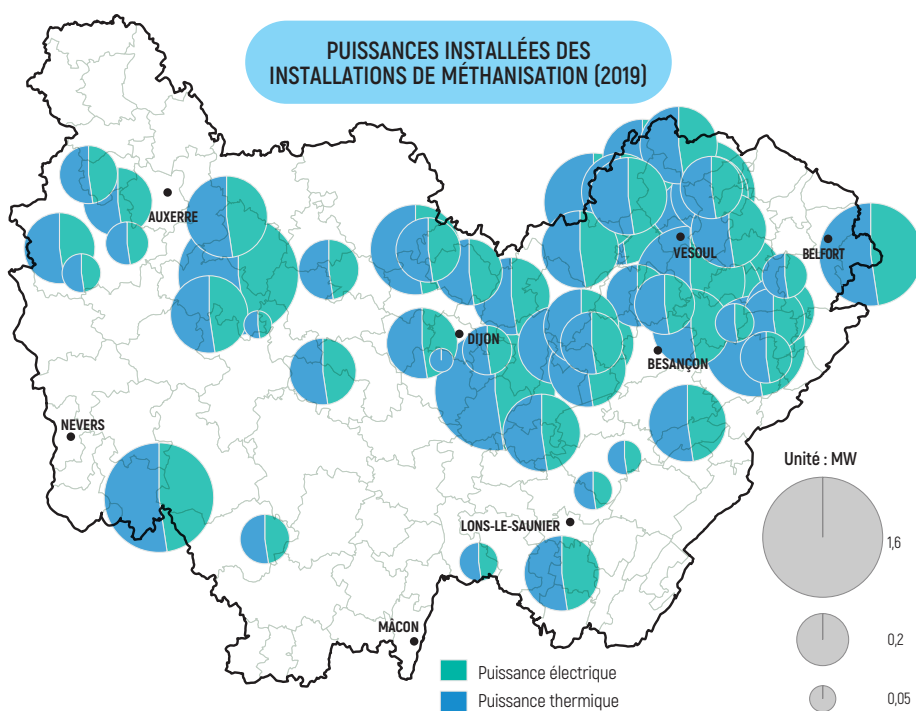 PUISSANCES INSTALLÉES DES
INSTALLATIONS DE MÉTHANISATION (2019)
AUXERRE
VESOUL
BELFORT
DIJON
BESANÇON
NEVERS
LONS-LE-SAUNIER
MÂCON
Unité : MW
1,6
0,2
0,05
Puissance électrique
Puissance thermique